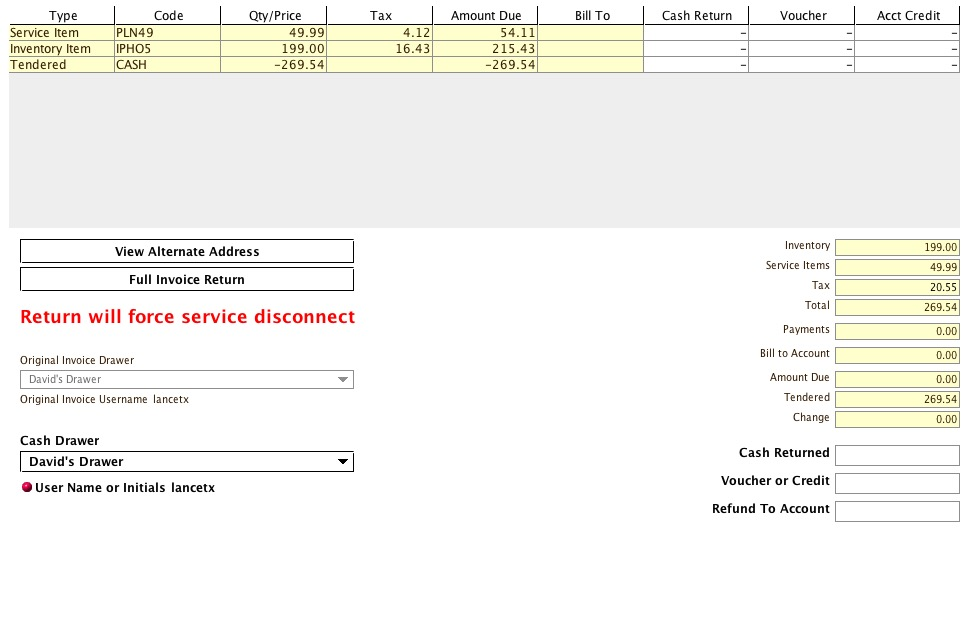 Type Code Qty/Price Tax Amount Due Bill To Cash Return Voucher Acct Credit
Service Item PLN49 49.99 4.12 54.11 – – –
Inventory Item IPHO5 199.00 16.43 215.43 – – –
Tendered CASH –269.54 –269.54 – – –
View Alternate Address
Full Invoice Return
Return will force service disconnect
Original Invoice Drawer
David's Drawer
Original Invoice Username lancetx
Cash Drawer
David's Drawer
User Name or Initials lancetx
Inventory 199.00
Service Items 49.99
Tax 20.55
Total 269.54
Payments 0.00
Bill to Account 0.00
Amount Due 0.00
Tendered 269.54
Change 0.00
Cash Returned
Voucher or Credit
Refund To Account